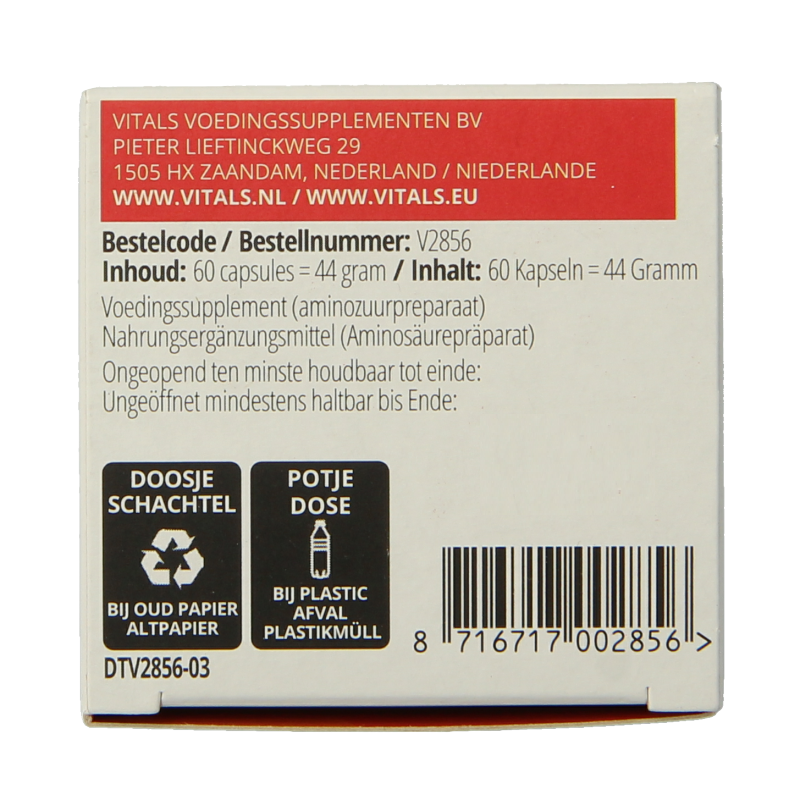 VITALS VOEDINGSSUPPLEMENTEN BV
PIETER LIEFTINCKWEG 29
1505 HX ZAANDAM, NEDERLAND / NIEDERLANDE
WWW.VITALS.NL / WWW.VITALS.EU
Bestelcode / Bestellnummer: V2856
Inhoud: 60 capsules = 44 gram / Inhalt: 60 Kapseln = 44 Gramm
Voedingssupplement (aminozuurpreparaat)
Nahrungsergänzungsmittel (Aminosäurepräparat)
Ongeopend ten minste houdbaar tot einde:
Ungeöffnet mindestens haltbar bis Ende:
DOOSJE
SCHACHTEL
BIJ OUD PAPIER
ALTPAPIER
POTJE
DOSE
BIJ PLASTIC
AFVAL
PLASTIKMÜLL
8 716717 002856 >
DTV2856-03